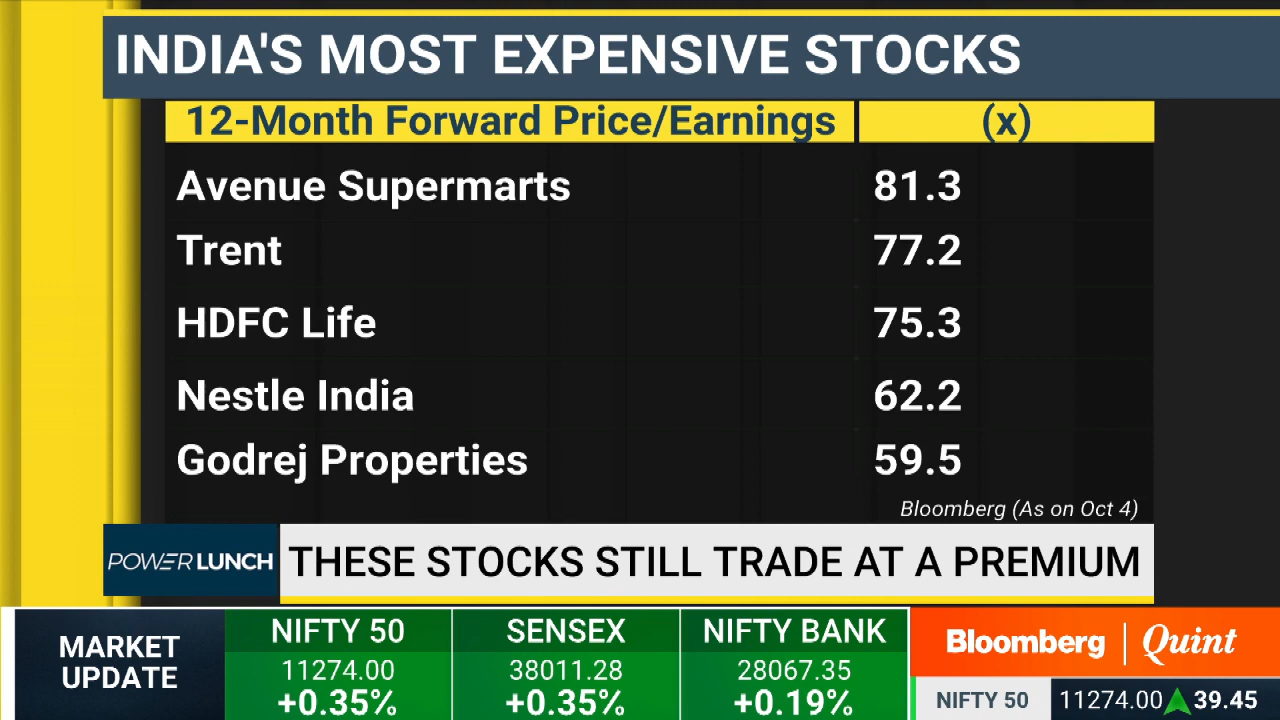 INDIA'S MOST EXPENSIVE STOCKS
12-Month Forward Price/Earnings (x)
Avenue Supermarts 81.3
Trent 77.2
HDFC Life 75.3
Nestle India 62.2
Godrej Properties 59.5
Bloomberg (As on Oct 4)
POWER LUNCH THESE STOCKS STILL TRADE AT A PREMIUM
MARKET UPDATE
NIFTY 50 SENSEX NIFTY BANK
11274.00 38011.28 28067.35
+0.35% +0.35% +0.19%
Bloomberg | Quint
NIFTY 50 11274.00 ▲ 39.45